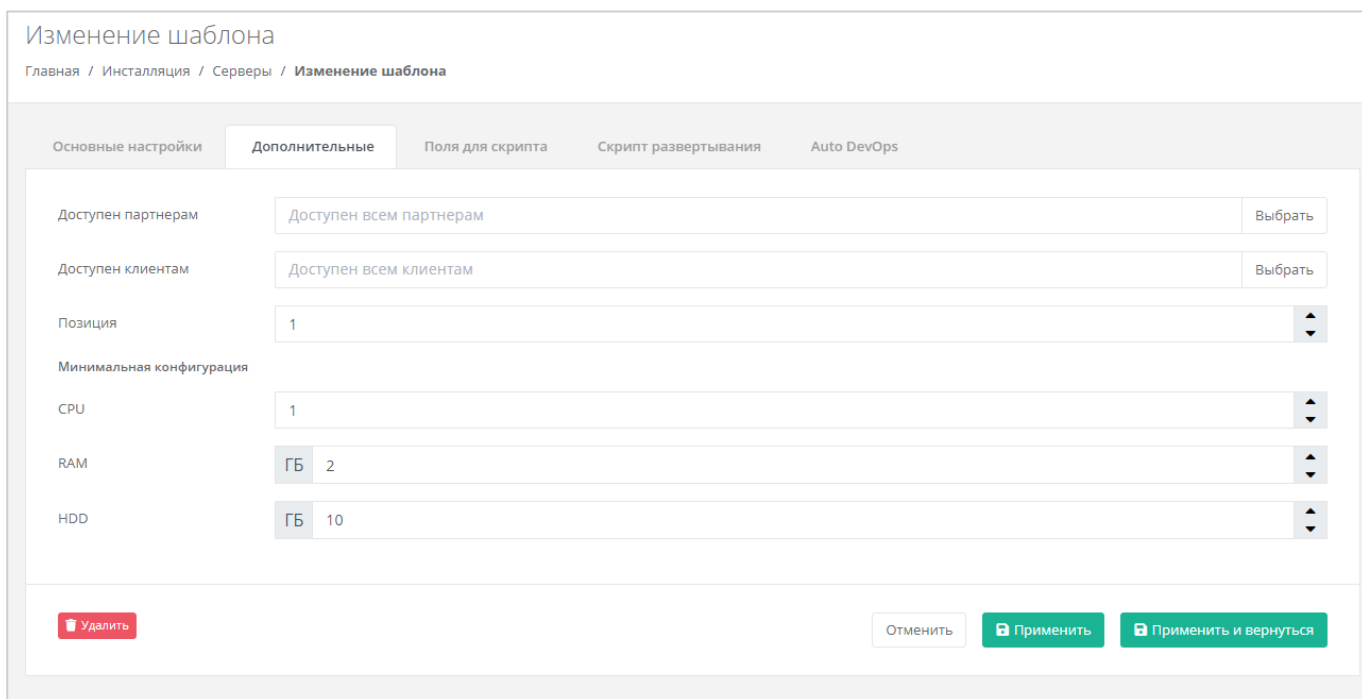 Изменение шаблона
Главная / Инсталляция / Серверы / Изменение шаблона
Основные настройки Дополнительные Поля для скрипта Скрипт развертывания Auto DevOps
Доступен партнерам Доступен всем партнерам Выбрать
Доступен клиентам Доступен всем клиентам Выбрать
Позиция 1
Минимальная конфигурация
CPU 1
RAM ГБ 2
HDD ГБ 10
Удалить Отменить Применить Применить и вернуться